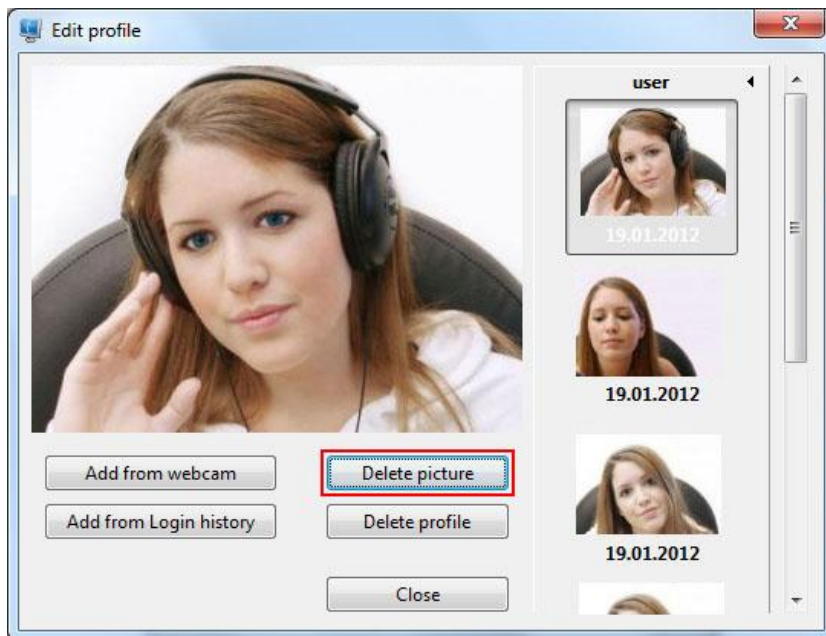 Edit profile
user
19.01.2012
19.01.2012
19.01.2012
Add from webcam
Delete picture
Add from Login history
Delete profile
Close